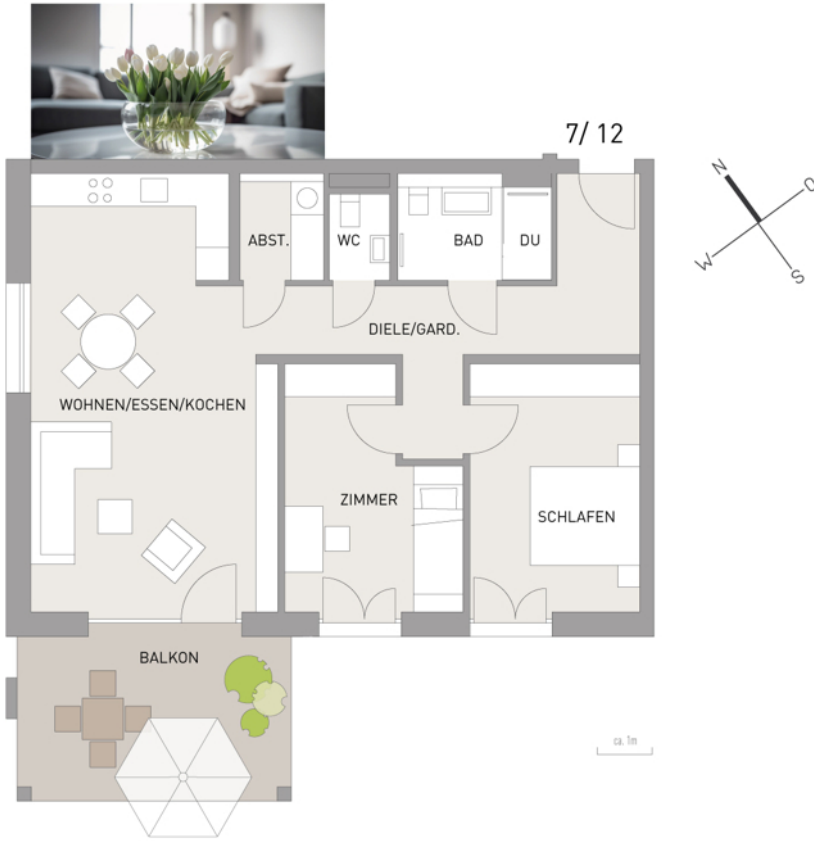 7/ 12
N
O
W
S
ABST.
WC
BAD
DU
DIELE/GARD.
WOHNEN/ESSEN/KOCHEN
ZIMMER
SCHLAFEN
BALKON
ca. 1m